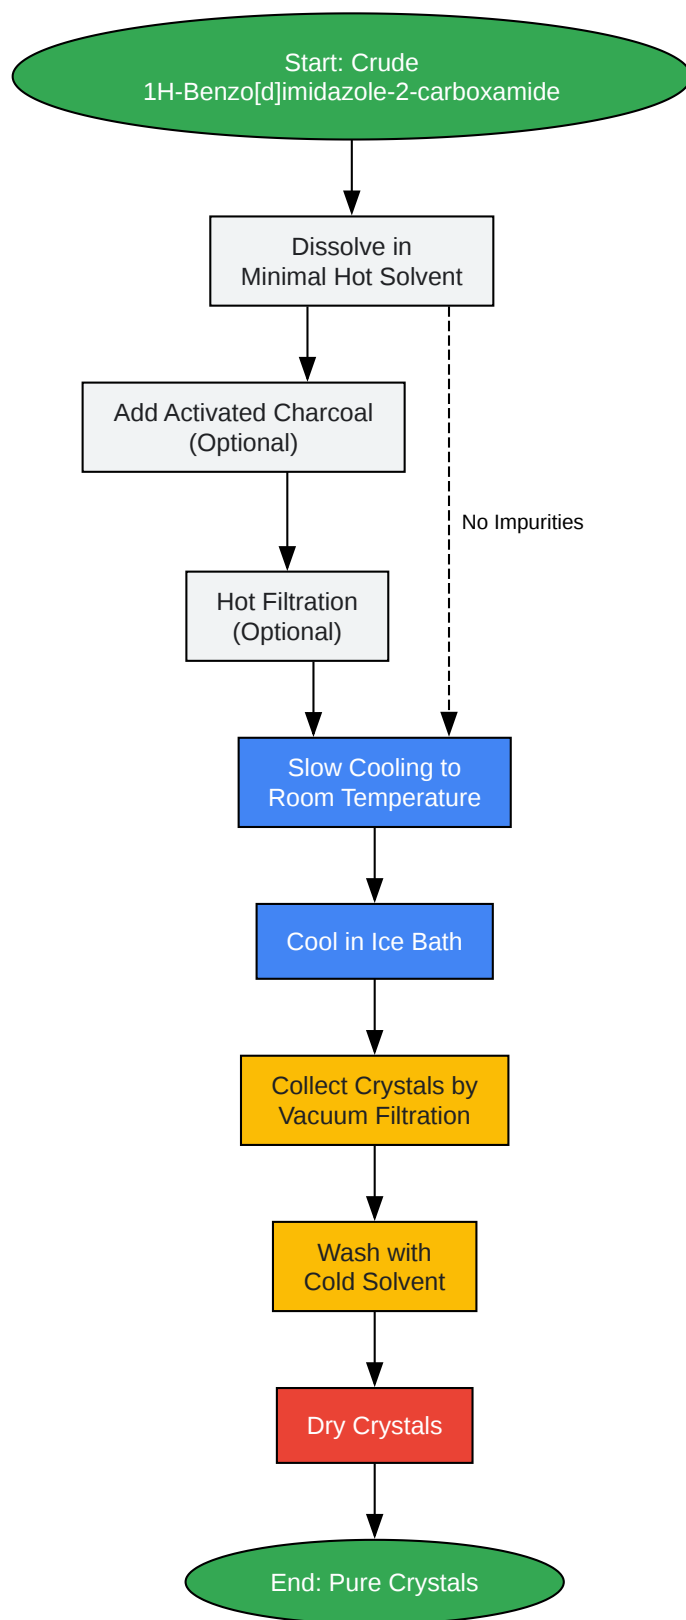 Start: Crude
1H-Benzo[d]imidazole-2-carboxamide
Dissolve in
Minimal Hot Solvent
Add Activated Charcoal
(Optional)
No Impurities
Hot Filtration
(Optional)
Slow Cooling to
Room Temperature
Cool in Ice Bath
Collect Crystals by
Vacuum Filtration
Wash with
Cold Solvent
Dry Crystals
End: Pure Crystals